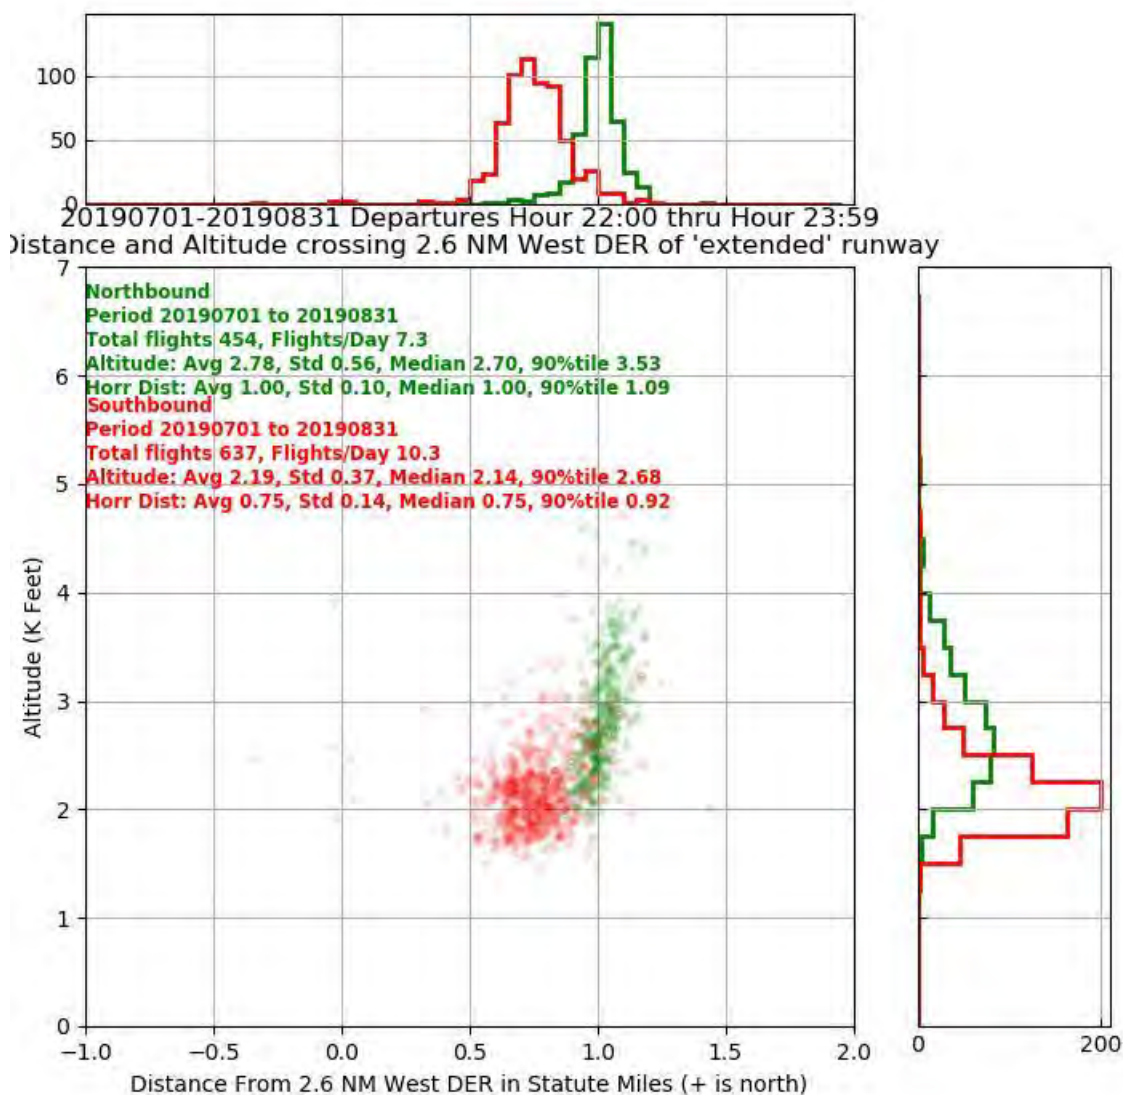 100
50
0
20190701-20190831 Departures Hour 22:00 thru Hour 23:59
Distance and Altitude crossing 2.6 NM West DER of 'extended' runway
7
Northbound
Period 20190701 to 20190831
Total flights 454, Flights/Day 7.3
Altitude: Avg 2.78, Std 0.56, Median 2.70, 90%tile 3.53
Horr Dist: Avg 1.00, Std 0.10, Median 1.00, 90%tile 1.09
Southbound
Period 20190701 to 20190831
Total flights 637, Flights/Day 10.3
Altitude: Avg 2.19, Std 0.37, Median 2.14, 90%tile 2.68
Horr Dist: Avg 0.75, Std 0.14, Median 0.75, 90%tile 0.92
6
5
4
3
2
1
0
Altitude (K Feet)
−1.0 −0.5 0.0 0.5 1.0 1.5 2.0
Distance From 2.6 NM West DER in Statute Miles (+ is north)
0 200